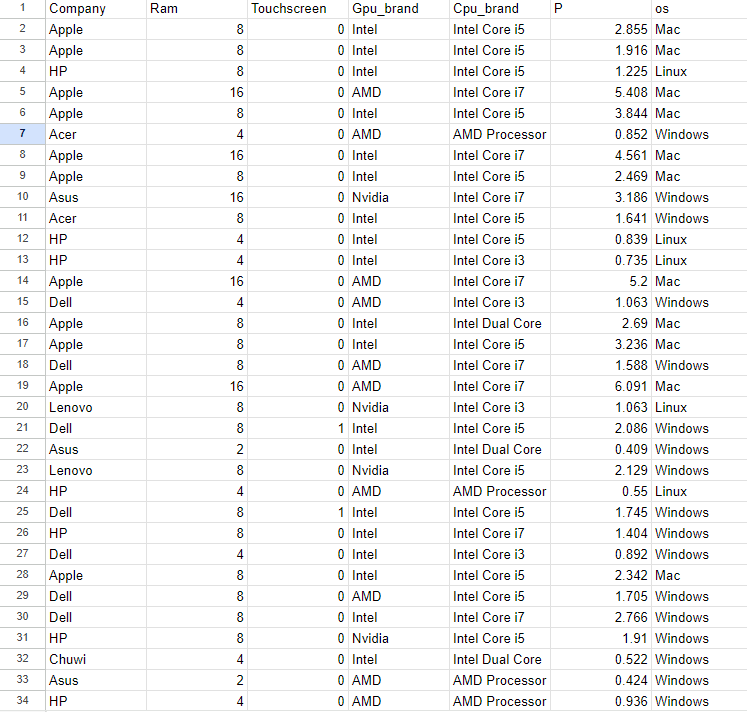 1 Company Ram Touchscreen Gpu_brand Cpu_brand P os
2 Apple 8 0 Intel Intel Core i5 2.855 Mac
3 Apple 8 0 Intel Intel Core i5 1.916 Mac
4 HP 8 0 Intel Intel Core i5 1.225 Linux
5 Apple 16 0 AMD Intel Core i7 5.408 Mac
6 Apple 8 0 Intel Intel Core i5 3.844 Mac
7 Acer 4 0 AMD AMD Processor 0.852 Windows
8 Apple 16 0 Intel Intel Core i7 4.561 Mac
9 Apple 8 0 Intel Intel Core i5 2.469 Mac
10 Asus 16 0 Nvidia Intel Core i7 3.186 Windows
11 Acer 8 0 Intel Intel Core i5 1.641 Windows
12 HP 4 0 Intel Intel Core i5 0.839 Linux
13 HP 4 0 Intel Intel Core i3 0.735 Linux
14 Apple 16 0 AMD Intel Core i7 5.2 Mac
15 Dell 4 0 AMD Intel Core i3 1.063 Windows
16 Apple 8 0 Intel Intel Dual Core 2.69 Mac
17 Apple 8 0 Intel Intel Core i5 3.236 Mac
18 Dell 8 0 AMD Intel Core i7 1.588 Windows
19 Apple 16 0 AMD Intel Core i7 6.091 Mac
20 Lenovo 8 0 Nvidia Intel Core i3 1.063 Linux
21 Dell 8 1 Intel Intel Core i5 2.086 Windows
22 Asus 2 0 Intel Intel Dual Core 0.409 Windows
23 Lenovo 8 0 Nvidia Intel Core i5 2.129 Windows
24 HP 4 0 AMD AMD Processor 0.55 Linux
25 Dell 8 1 Intel Intel Core i5 1.745 Windows
26 HP 8 0 Intel Intel Core i7 1.404 Windows
27 Dell 4 0 Intel Intel Core i3 0.892 Windows
28 Apple 8 0 Intel Intel Core i5 2.342 Mac
29 Dell 8 0 AMD Intel Core i5 1.705 Windows
30 Dell 8 0 Intel Intel Core i7 2.766 Windows
31 HP 8 0 Nvidia Intel Core i5 1.91 Windows
32 Chuwi 4 0 Intel Intel Dual Core 0.522 Windows
33 Asus 2 0 AMD AMD Processor 0.424 Windows
34 HP 4 0 AMD AMD Processor 0.936 Windows